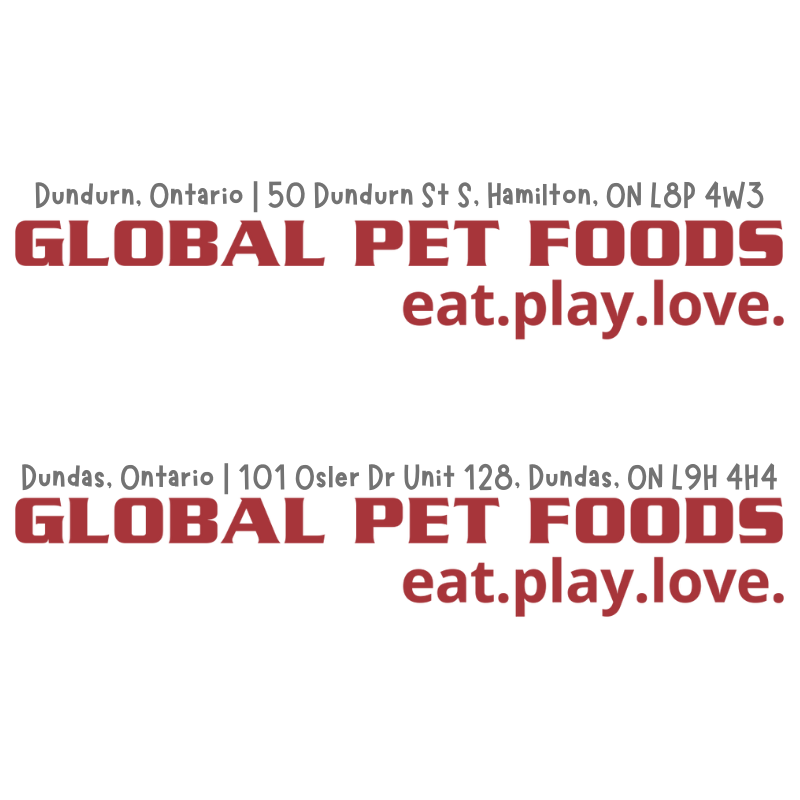 Dundurn, Ontario | 50 Dundurn St S, Hamilton, ON L8P 4W3
GLOBAL PET FOODS
eat.play.love.
Dundas, Ontario | 101 Osler Dr Unit 128, Dundas, ON L9H 4H4
GLOBAL PET FOODS
eat.play.love.